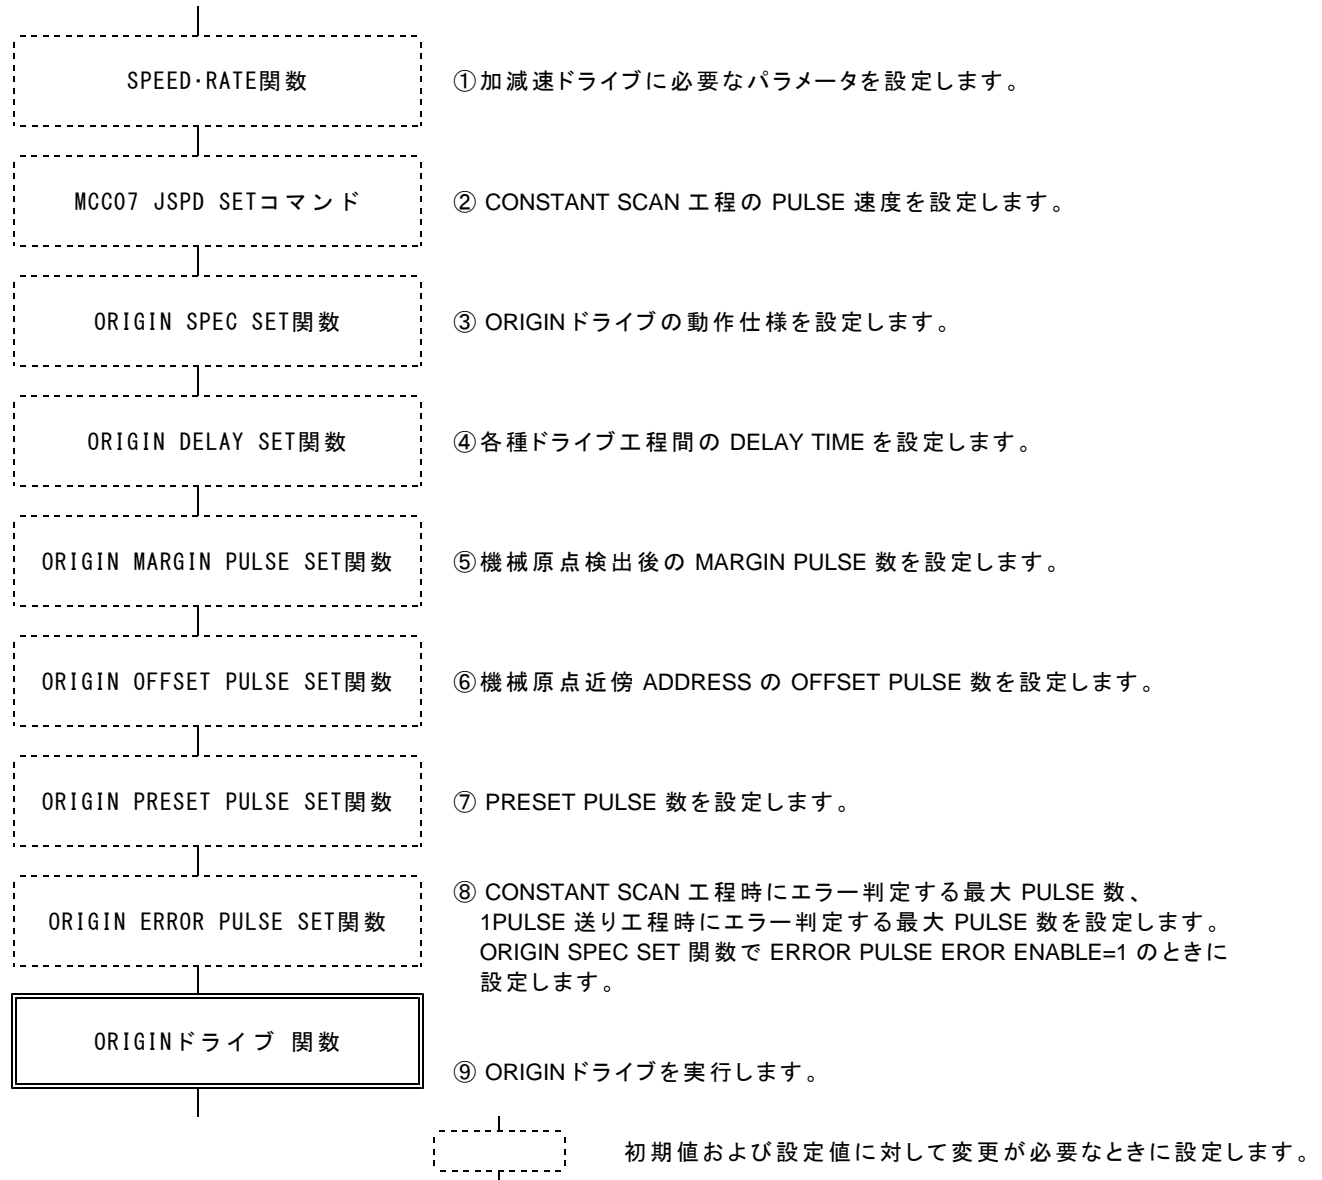 SPEED・RATE関数
①加減速ドライブに必要なパラメータを設定します。
MCC07 JSPD SETコマンド
② CONSTANT SCAN 工程の PULSE 速度を設定します。
ORIGIN SPEC SET関数
③ ORIGINドライブの動作仕様を設定します。
ORIGIN DELAY SET関数
④各種ドライブ工程間の DELAY TIME を設定します。
ORIGIN MARGIN PULSE SET関数
⑤機械原点検出後の MARGIN PULSE 数を設定します。
ORIGIN OFFSET PULSE SET関数
⑥機械原点近傍 ADDRESS の OFFSET PULSE 数を設定します。
ORIGIN PRESET PULSE SET関数
⑦ PRESET PULSE 数を設定します。
ORIGIN ERROR PULSE SET関数
⑧ CONSTANT SCAN 工程時にエラー判定する最大 PULSE 数、
1PULSE 送り工程時にエラー判定する最大 PULSE 数を設定します。
ORIGIN SPEC SET 関数で ERROR PULSE EROR ENABLE=1 のときに
設定します。
ORIGINドライブ 関数
⑨ ORIGINドライブを実行します。
初期値および設定値に対して変更が必要なときに設定します。